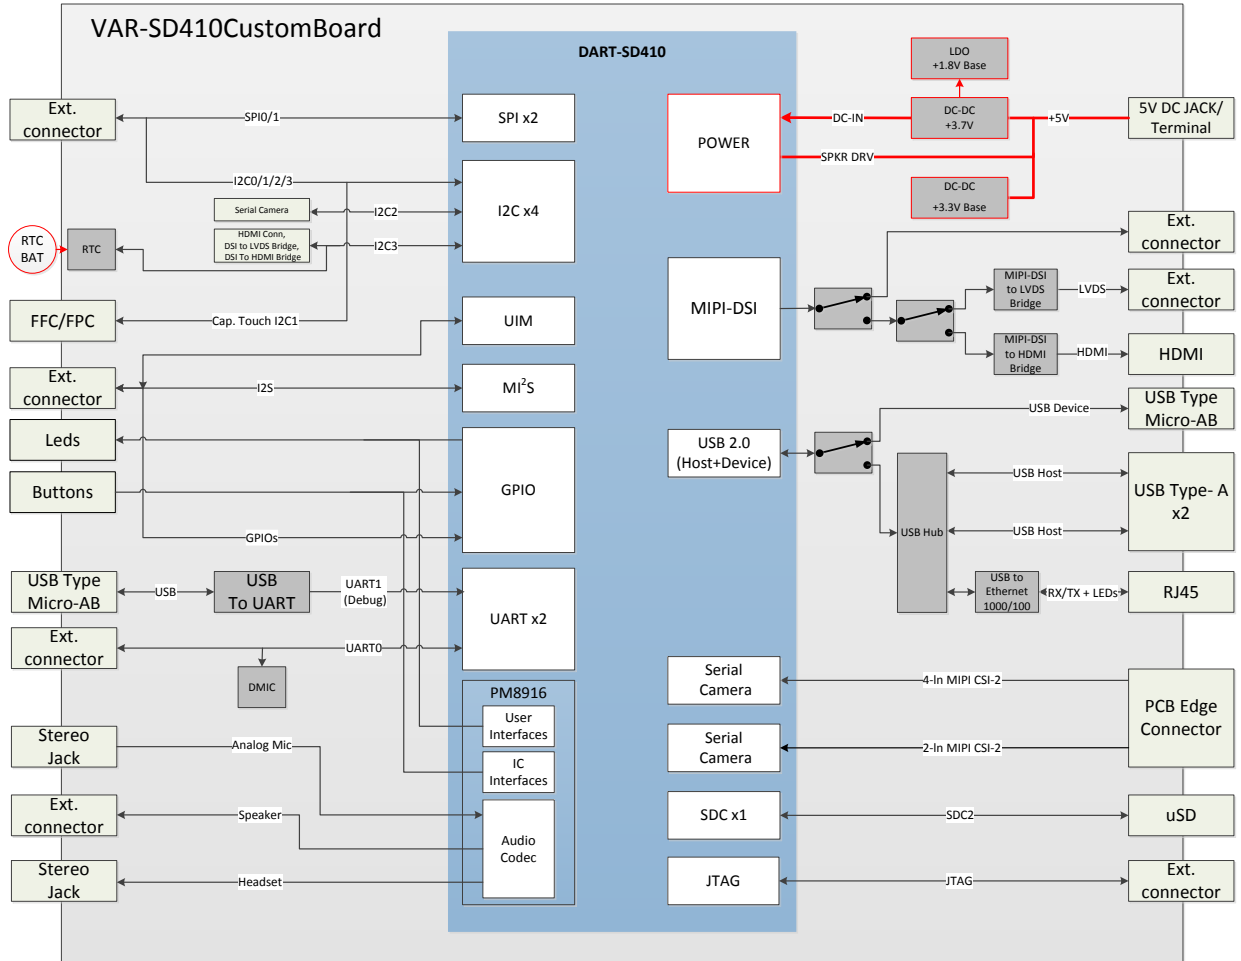 VAR-SD410CustomBoard
DART-SD410
LDO
+1.8V Base
Ext.
connector
SPI0/1
SPI x2
POWER
DC-IN
DC-DC
+3.7V
+5V
5V DC JACK/
Terminal
SPKR DRV
I2C0/1/2/3
I2C x4
DC-DC
+3.3V Base
Serial Camera
I2C2
RTC
BAT
RTC
HDMI Conn,
DSI to LVDS Bridge,
DSI To HDMI Bridge
I2C3
Ext.
connector
MIPI-DSI
MIPI-DSI
to LVDS
Bridge
LVDS
Ext.
connector
FFC/FPC
Cap. Touch I2C1
UIM
MIPI-DSI
to HDMI
Bridge
HDMI
HDMI
Ext.
connector
I2S
MI²S
USB Device
USB Type
Micro-AB
Leds
USB 2.0
(Host+Device)
Buttons
GPIO
USB Host
USB Type- A
x2
GPIOs
USB Hub
USB Host
USB Type
Micro-AB
USB
USB
To UART
UART1
(Debug)
USB to
Ethernet
1000/100
RX/TX + LEDs
RJ45
UART x2
Ext.
connector
UART0
DMIC
Serial
Camera
4-ln MIPI CSI-2
PCB Edge
Connector
PM8916
User
Interfaces
Stereo
Jack
Analog Mic
Serial
Camera
2-ln MIPI CSI-2
IC
Interfaces
Ext.
connector
Speaker
Audio
Codec
SDC x1
SDC2
uSD
Stereo
Jack
Headset
JTAG
JTAG
Ext.
connector